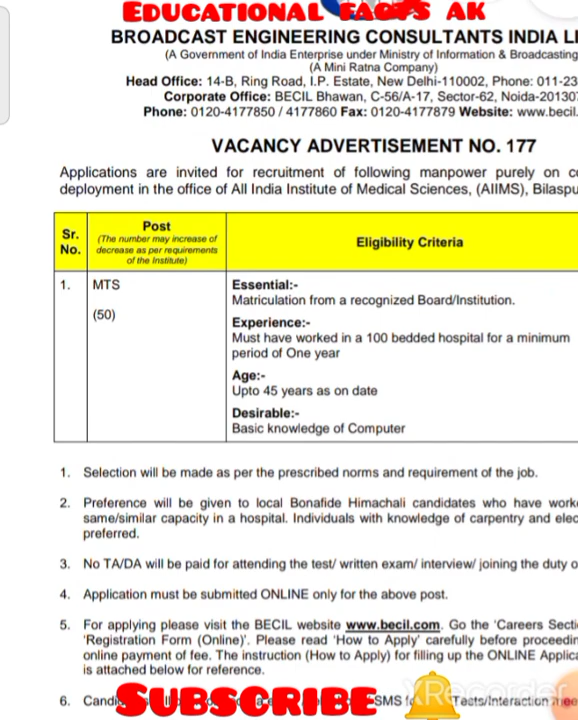 EDUCATIONAL FACTS AK
BROADCAST ENGINEERING CONSULTANTS INDIA LI
(A Government of India Enterprise under Ministry of Information & Broadcasting
(A Mini Ratna Company)
Head Office: 14-B, Ring Road, I.P. Estate, New Delhi-110002, Phone: 011-23
Corporate Office: BECIL Bhawan, C-56/A-17, Sector-62, Noida-20130
Phone: 0120-4177850 / 4177860 Fax: 0120-4177879 Website: www.becil.
VACANCY ADVERTISEMENT NO. 177
Applications are invited for recruitment of following manpower purely on co
deployment in the office of All India Institute of Medical Sciences, (AIIMS), Bilaspu
Sr. No.
Post
(The number may increase of
decrease as per requirements
of the Institute)
Eligibility Criteria
1.
MTS
(50)
Essential:-
Matriculation from a recognized Board/Institution.
Experience:-
Must have worked in a 100 bedded hospital for a minimum
period of One year
Age:-
Upto 45 years as on date
Desirable:-
Basic knowledge of Computer
1. Selection will be made as per the prescribed norms and requirement of the job.
2. Preference will be given to local Bonafide Himachali candidates who have work
same/similar capacity in a hospital. Individuals with knowledge of carpentry and elec
preferred.
3. No TA/DA will be paid for attending the test/ written exam/ interview/ joining the duty o
4. Application must be submitted ONLINE only for the above post.
5. For applying please visit the BECIL website www.becil.com. Go the 'Careers Secti
'Registration Form (Online)'. Please read 'How to Apply' carefully before proceedin
online payment of fee. The instruction (How to Apply) for filling up the ONLINE Applica
is attached below for reference.
6. Candi SMS Tests/Interaction
SUBSCRIBE
XRecorder